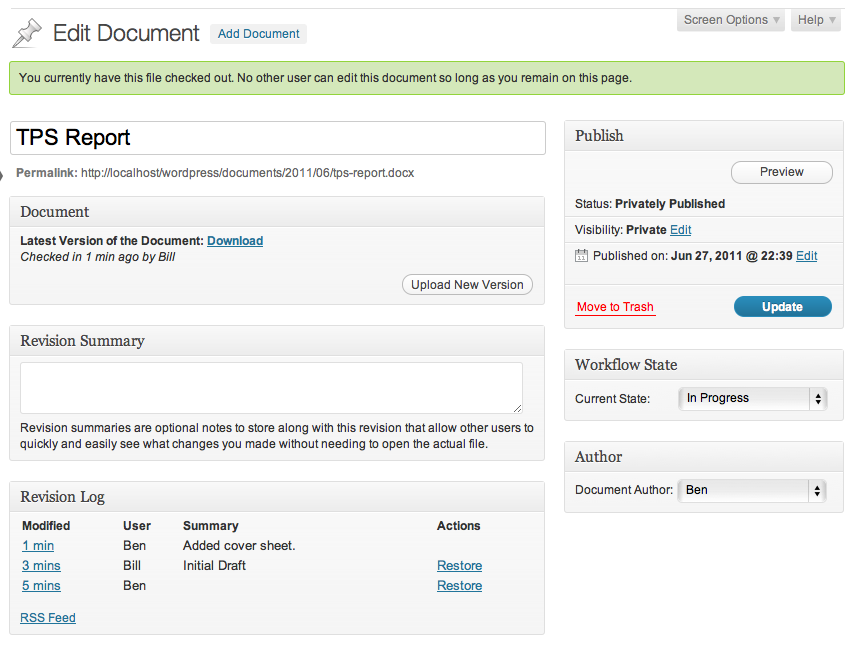 Screen Options Help
Edit Document Add Document
You currently have this file checked out. No other user can edit this document so long as you remain on this page.
TPS Report
Permalink: http://localhost/wordpress/documents/2011/06/tps-report.docx
Document
Latest Version of the Document: Download
Checked in 1 min ago by Bill
Upload New Version
Revision Summary
Revision summaries are optional notes to store along with this revision that allow other users to
quickly and easily see what changes you made without needing to open the actual file.
Revision Log
Modified User Summary Actions
1 min Ben Added cover sheet.
3 mins Bill Initial Draft Restore
5 mins Ben Restore
RSS Feed
Publish
Preview
Status: Privately Published
Visibility: Private Edit
11 Published on: Jun 27, 2011 @ 22:39 Edit
Move to Trash Update
Workflow State
Current State: In Progress
Author
Document Author: Ben